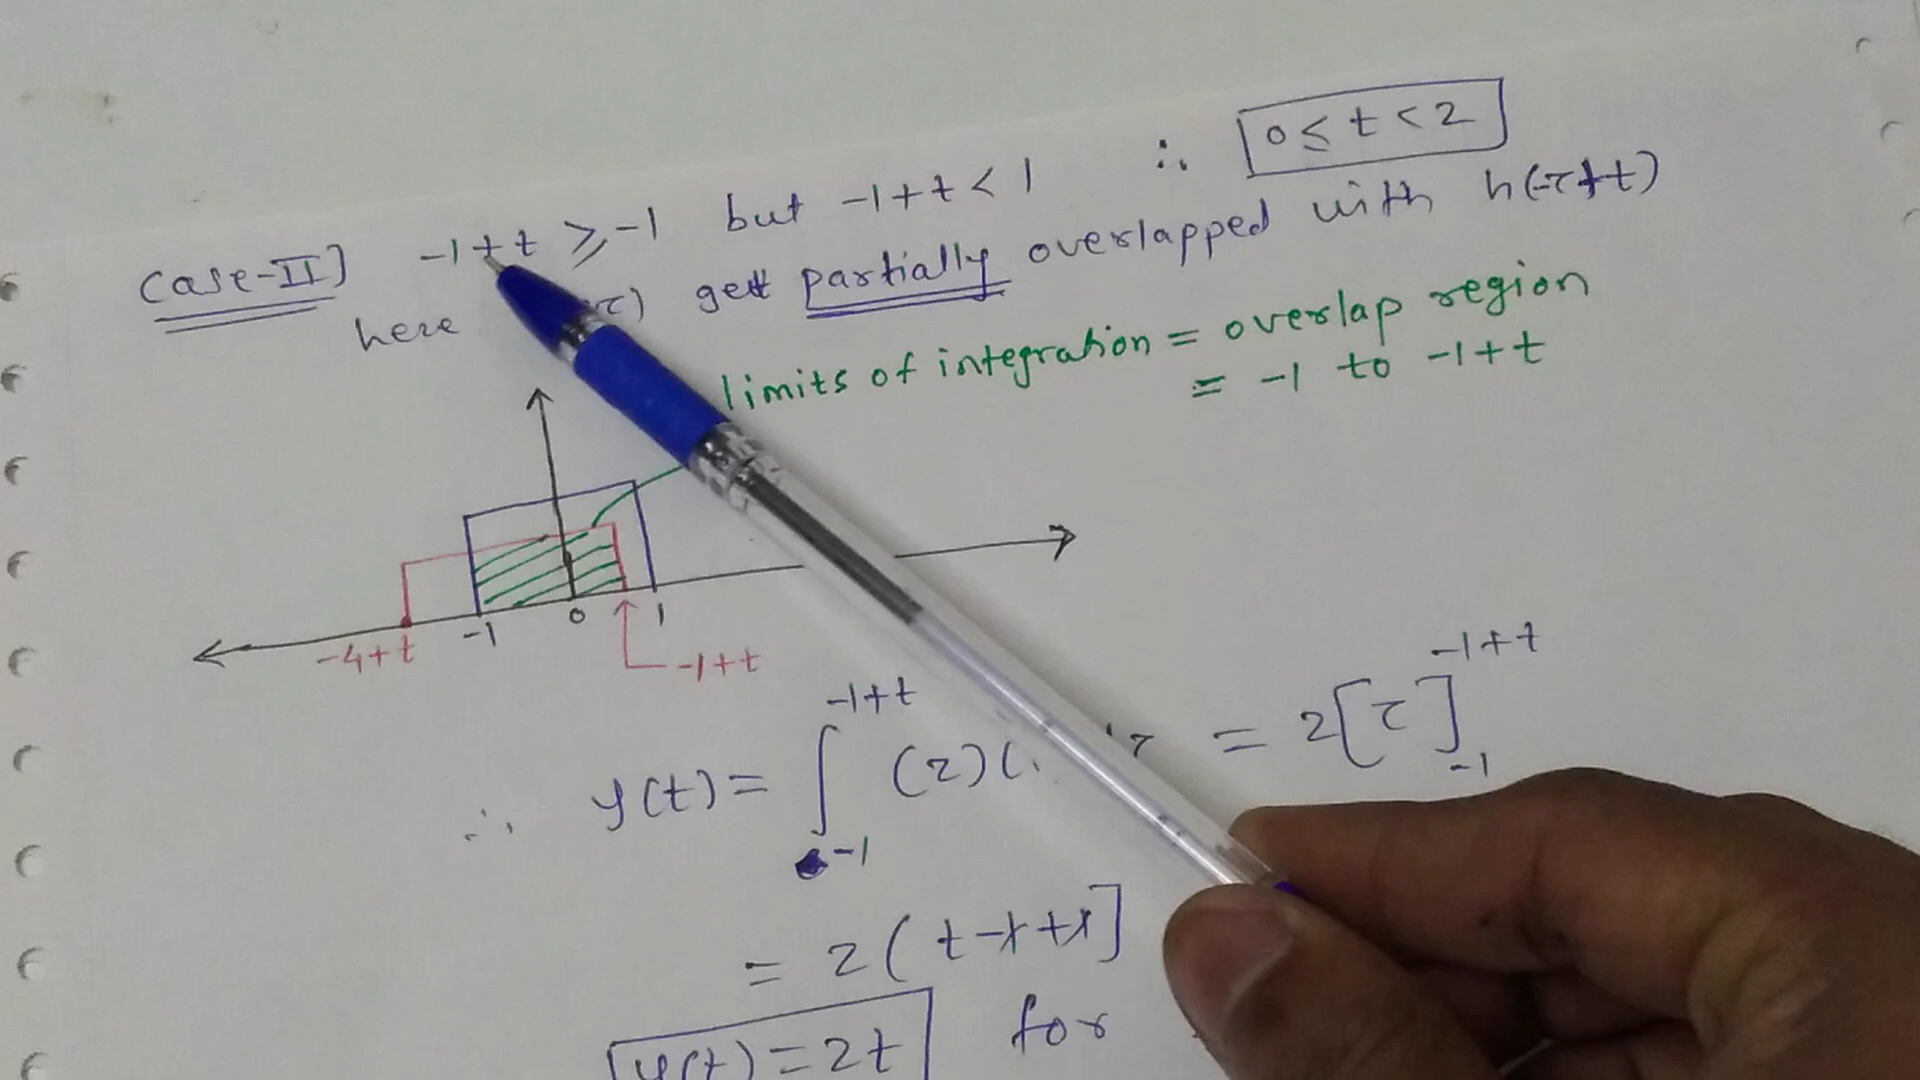 Case-II] -1+t ≥ -1 but -1+t < 1 ∴ 0 ≤ t < 2
here τ) get partially overlapped with h(-τ+t)
limits of integration = overlap region
= -1 to -1+t
-4+t -1 0 1
-1+t
∴ y(t) = ∫_{-1}^{-1+t} (2)( = 2[τ]_{-1}^{-1+t}
= 2(t-1+1]
y(t) = 2t for